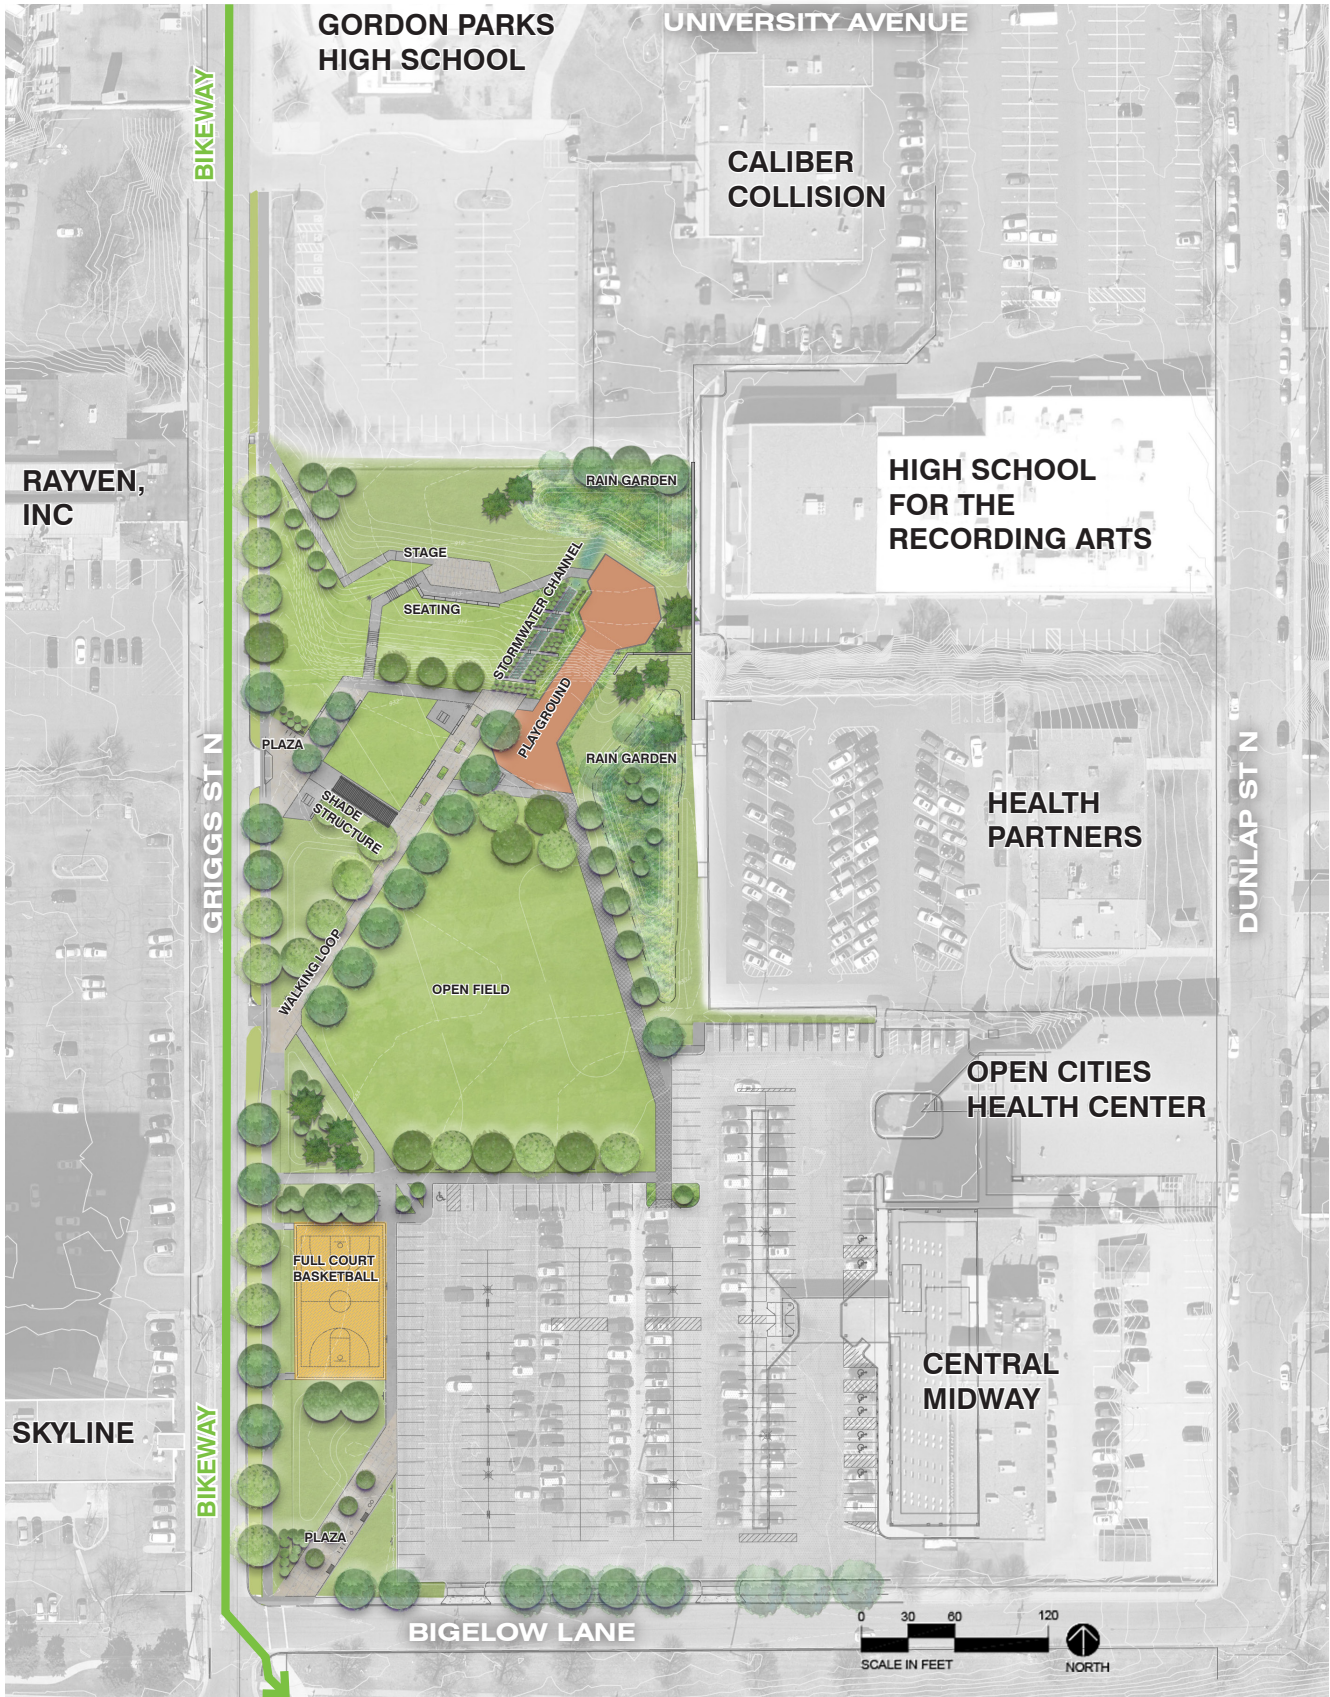 GORDON PARKS
HIGH SCHOOL
UNIVERSITY AVENUE
BIKEWAY
CALIBER
COLLISION
RAYVEN,
INC
RAIN GARDEN
HIGH SCHOOL
FOR THE
RECORDING ARTS
STAGE
SEATING
STORMWATER CHANNEL
PLAYGROUND
PLAZA
RAIN GARDEN
SHADE
STRUCTURE
HEALTH
PARTNERS
GRIGGS ST N
DUNLAP ST N
WALKING LOOP
OPEN FIELD
OPEN CITIES
HEALTH CENTER
FULL COURT
BASKETBALL
CENTRAL
MIDWAY
SKYLINE
BIKEWAY
PLAZA
BIGELOW LANE
0 30 60 120
SCALE IN FEET
NORTH